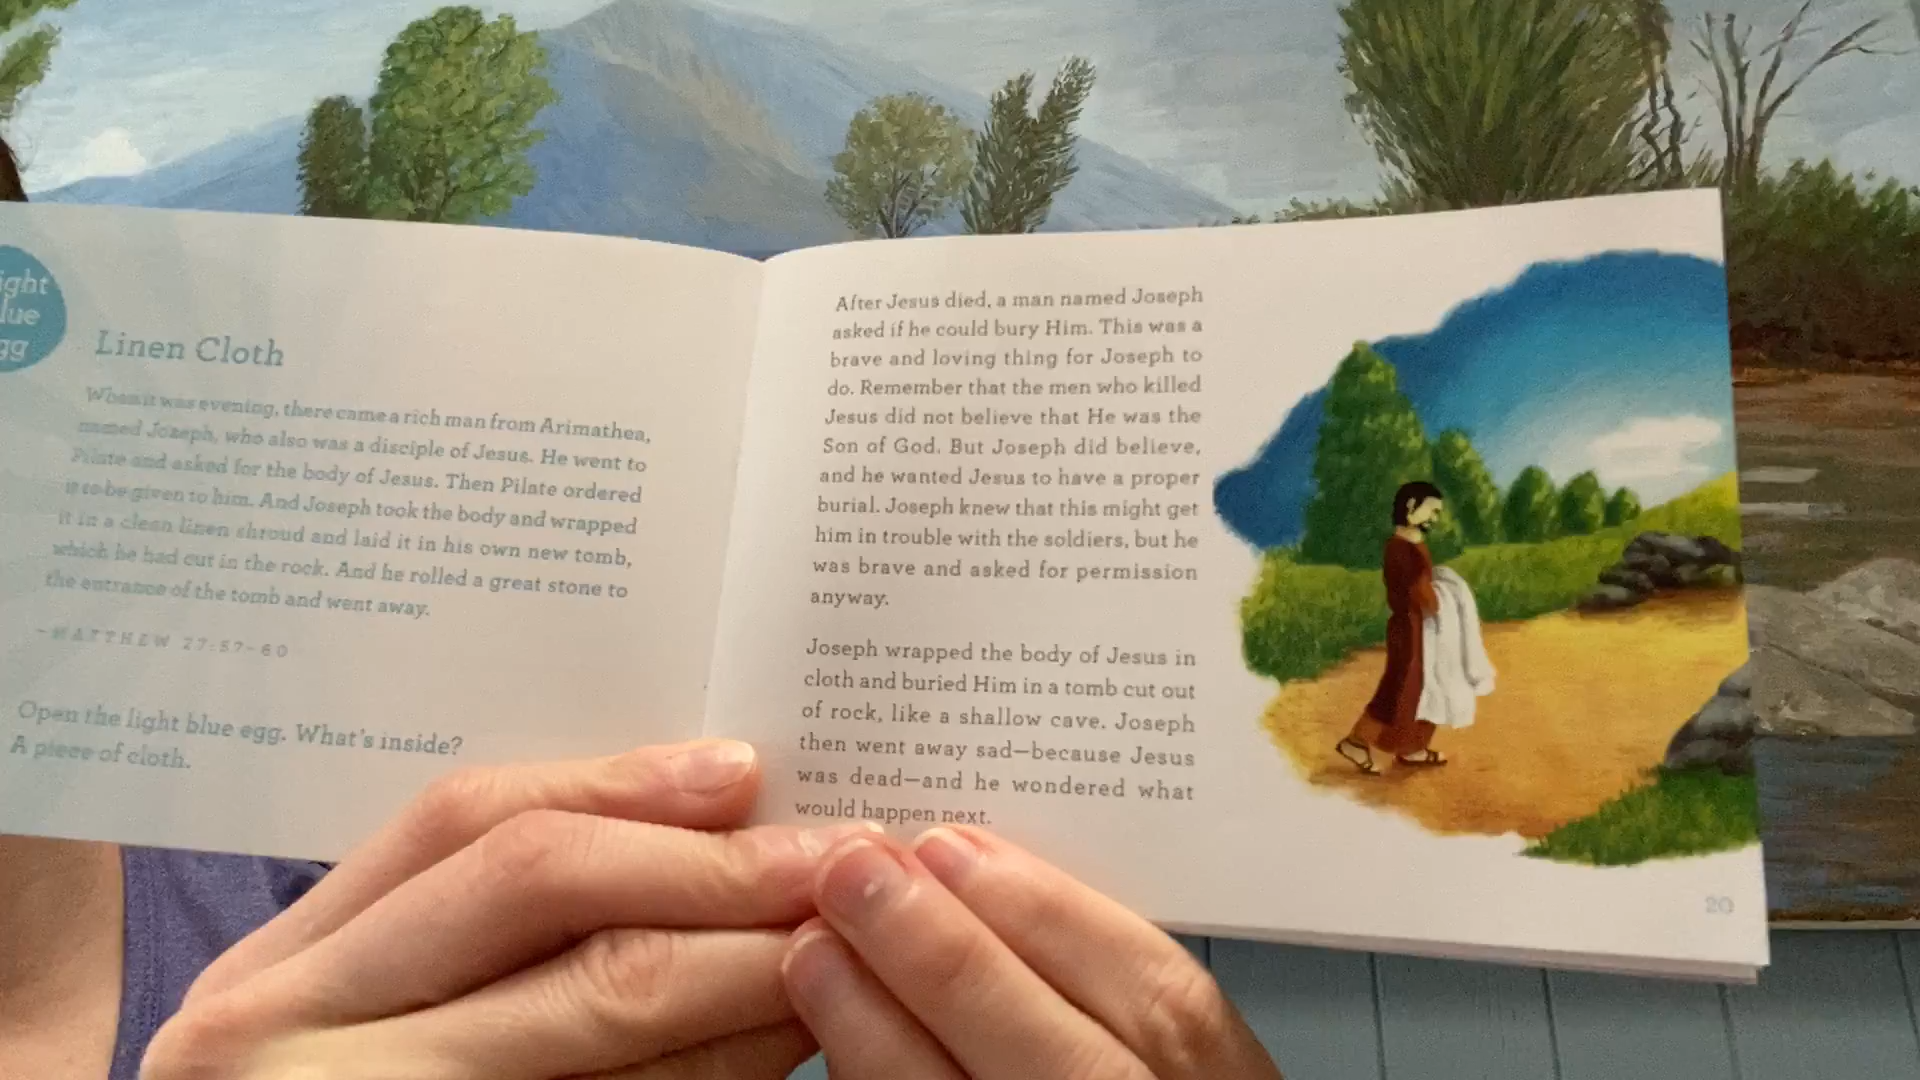 ight
lue
gg
Linen Cloth
When it was evening, there came a rich man from Arimathea,
named Joseph, who also was a disciple of Jesus. He went to
Pilate and asked for the body of Jesus. Then Pilate ordered
it to be given to him. And Joseph took the body and wrapped
it in a clean linen shroud and laid it in his own new tomb,
which he had cut in the rock. And he rolled a great stone to
the entrance of the tomb and went away.
–MATTHEW 27:57–60
Open the light blue egg. What's inside?
A piece of cloth.
After Jesus died, a man named Joseph
asked if he could bury Him. This was a
brave and loving thing for Joseph to
do. Remember that the men who killed
Jesus did not believe that He was the
Son of God. But Joseph did believe,
and he wanted Jesus to have a proper
burial. Joseph knew that this might get
him in trouble with the soldiers, but he
was brave and asked for permission
anyway.
Joseph wrapped the body of Jesus in
cloth and buried Him in a tomb cut out
of rock, like a shallow cave. Joseph
then went away sad—because Jesus
was dead—and he wondered what
would happen next.
20